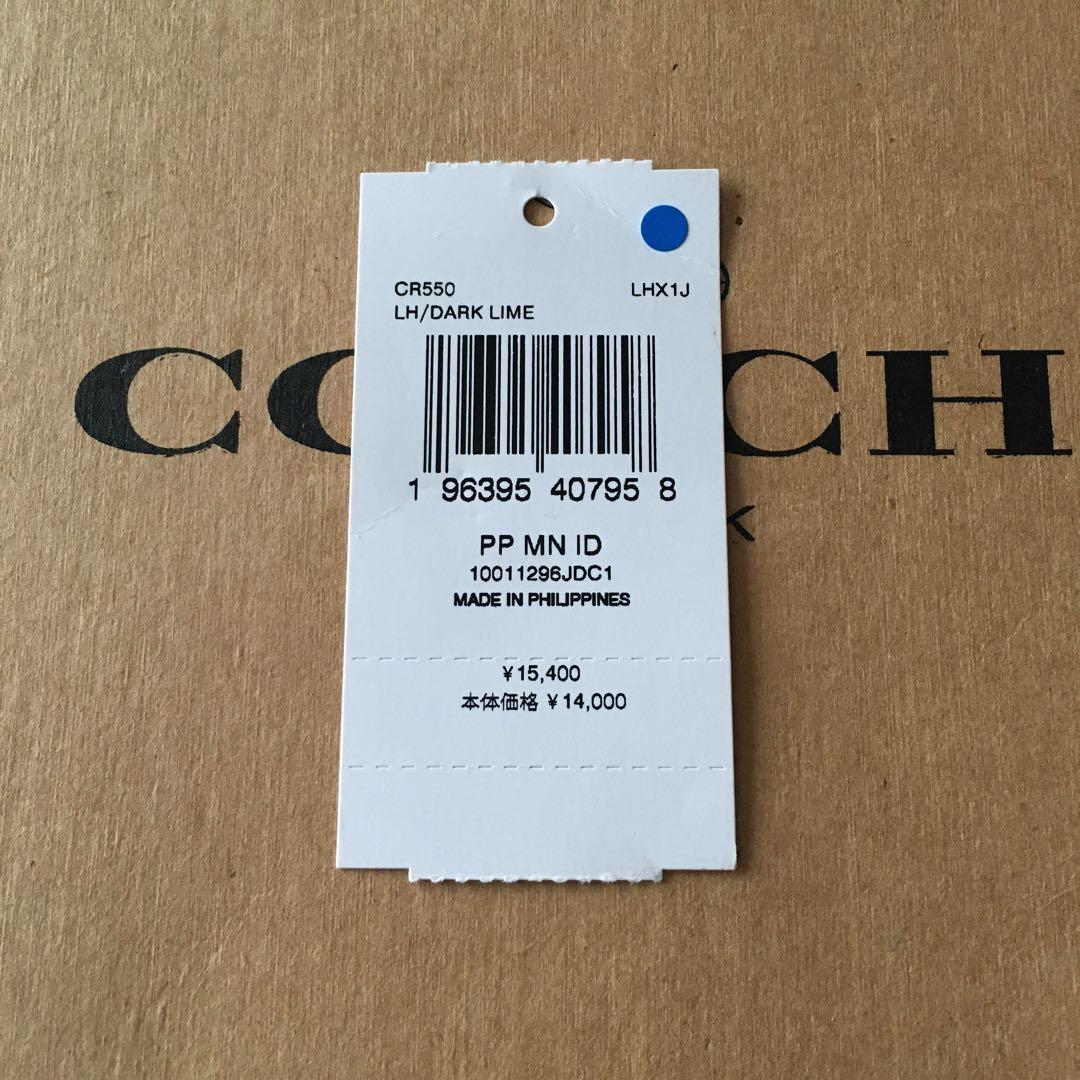 CR550 LHX1J
LH/DARK LIME
CO CH
1 96395 40795 8
K
PP MN ID
10011296JDC1
MADE IN PHILIPPINES
¥15,400
本体価格 ¥14,000